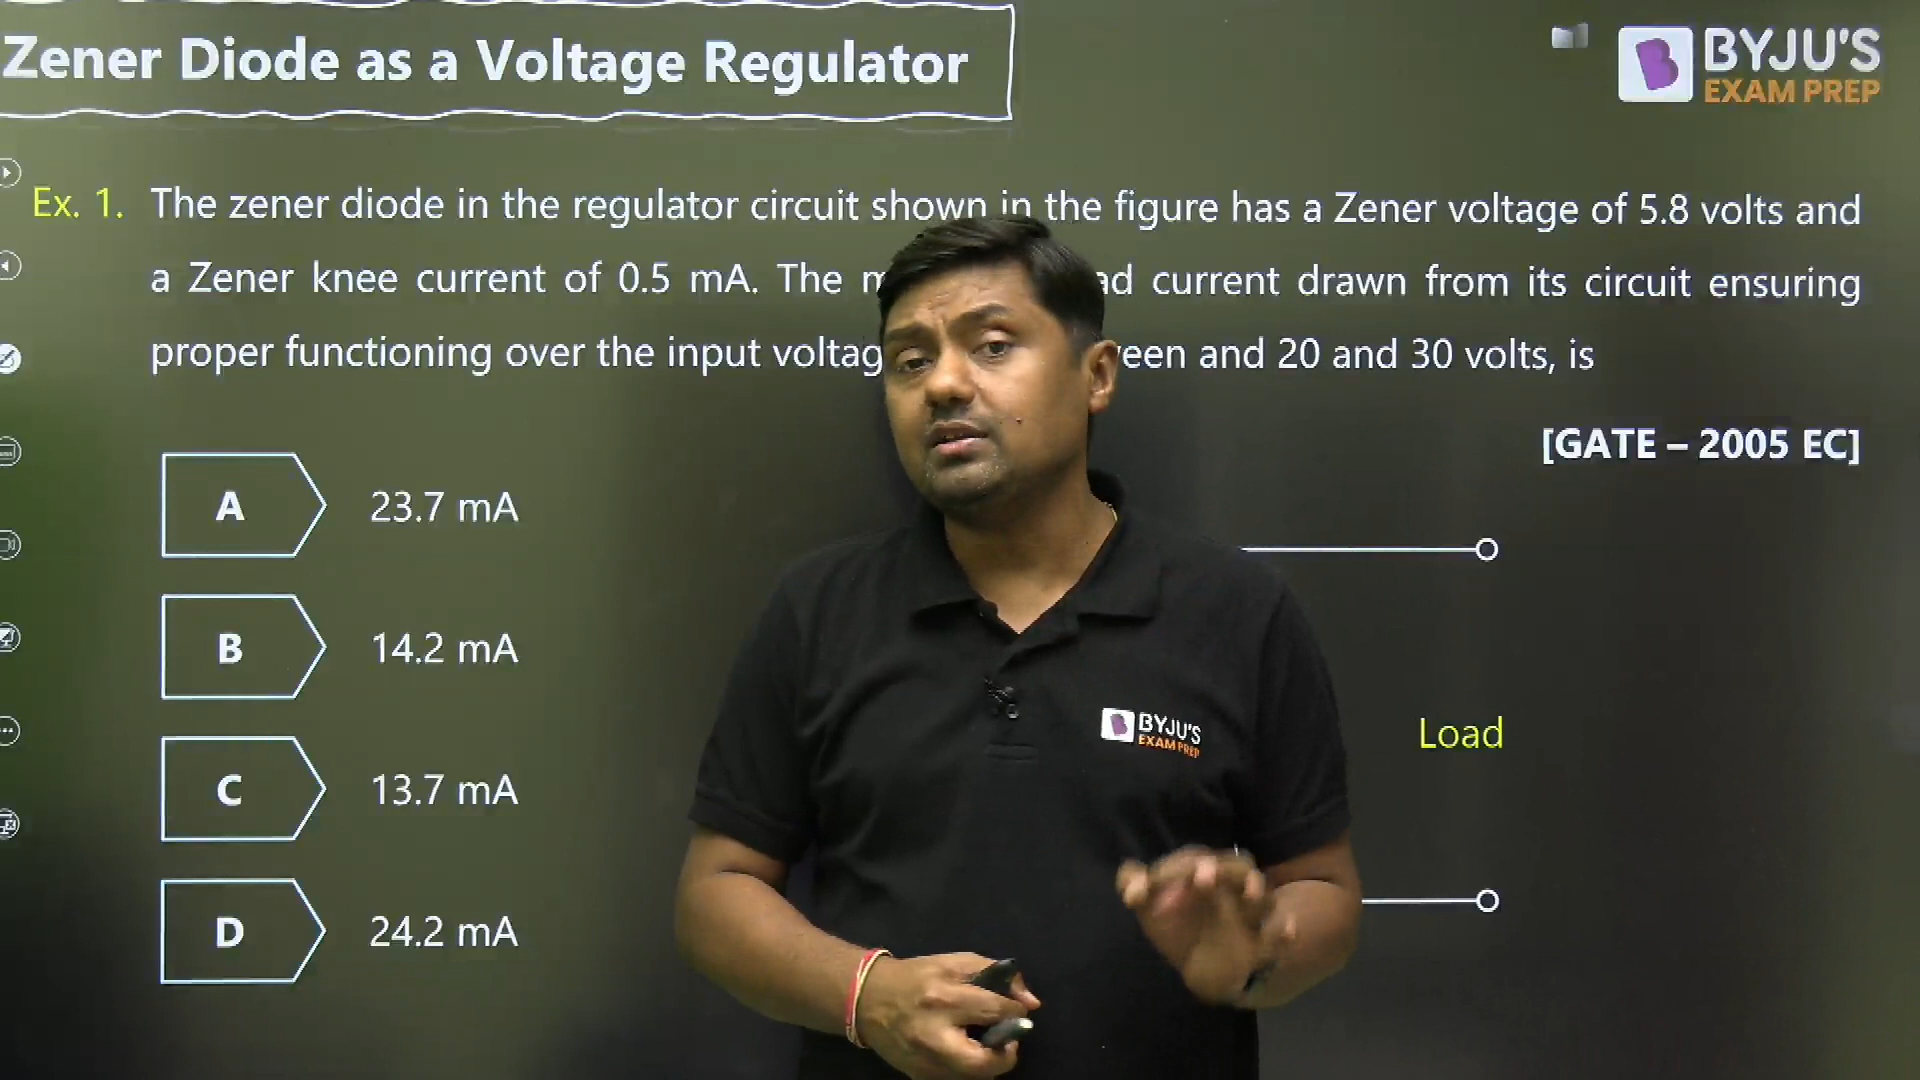 Zener Diode as a Voltage Regulator
BYJU'S
EXAM PREP
Ex. 1. The zener diode in the regulator circuit shown in the figure has a Zener voltage of 5.8 volts and
a Zener knee current of 0.5 mA. The current drawn from its circuit ensuring
proper functioning over the input and 20 and 30 volts, is
[GATE – 2005 EC]
A 23.7 mA
B 14.2 mA
C 13.7 mA
D 24.2 mA
Load
BYJU'S
EXAM PREP